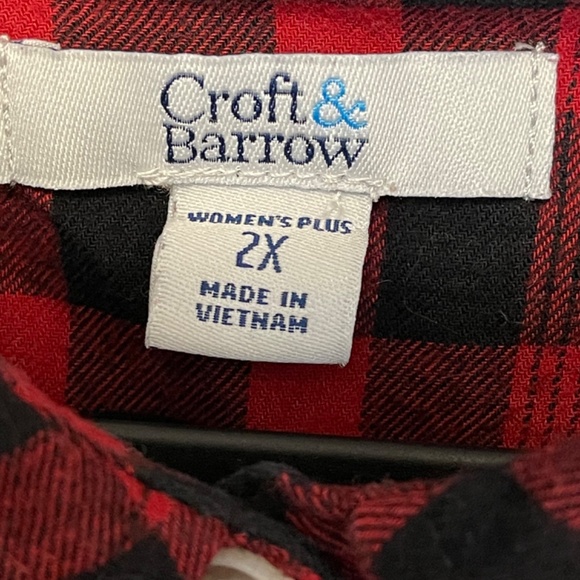 Croft&
Barrow
WOMEN'S PLUS
2X
MADE IN
VIETNAM